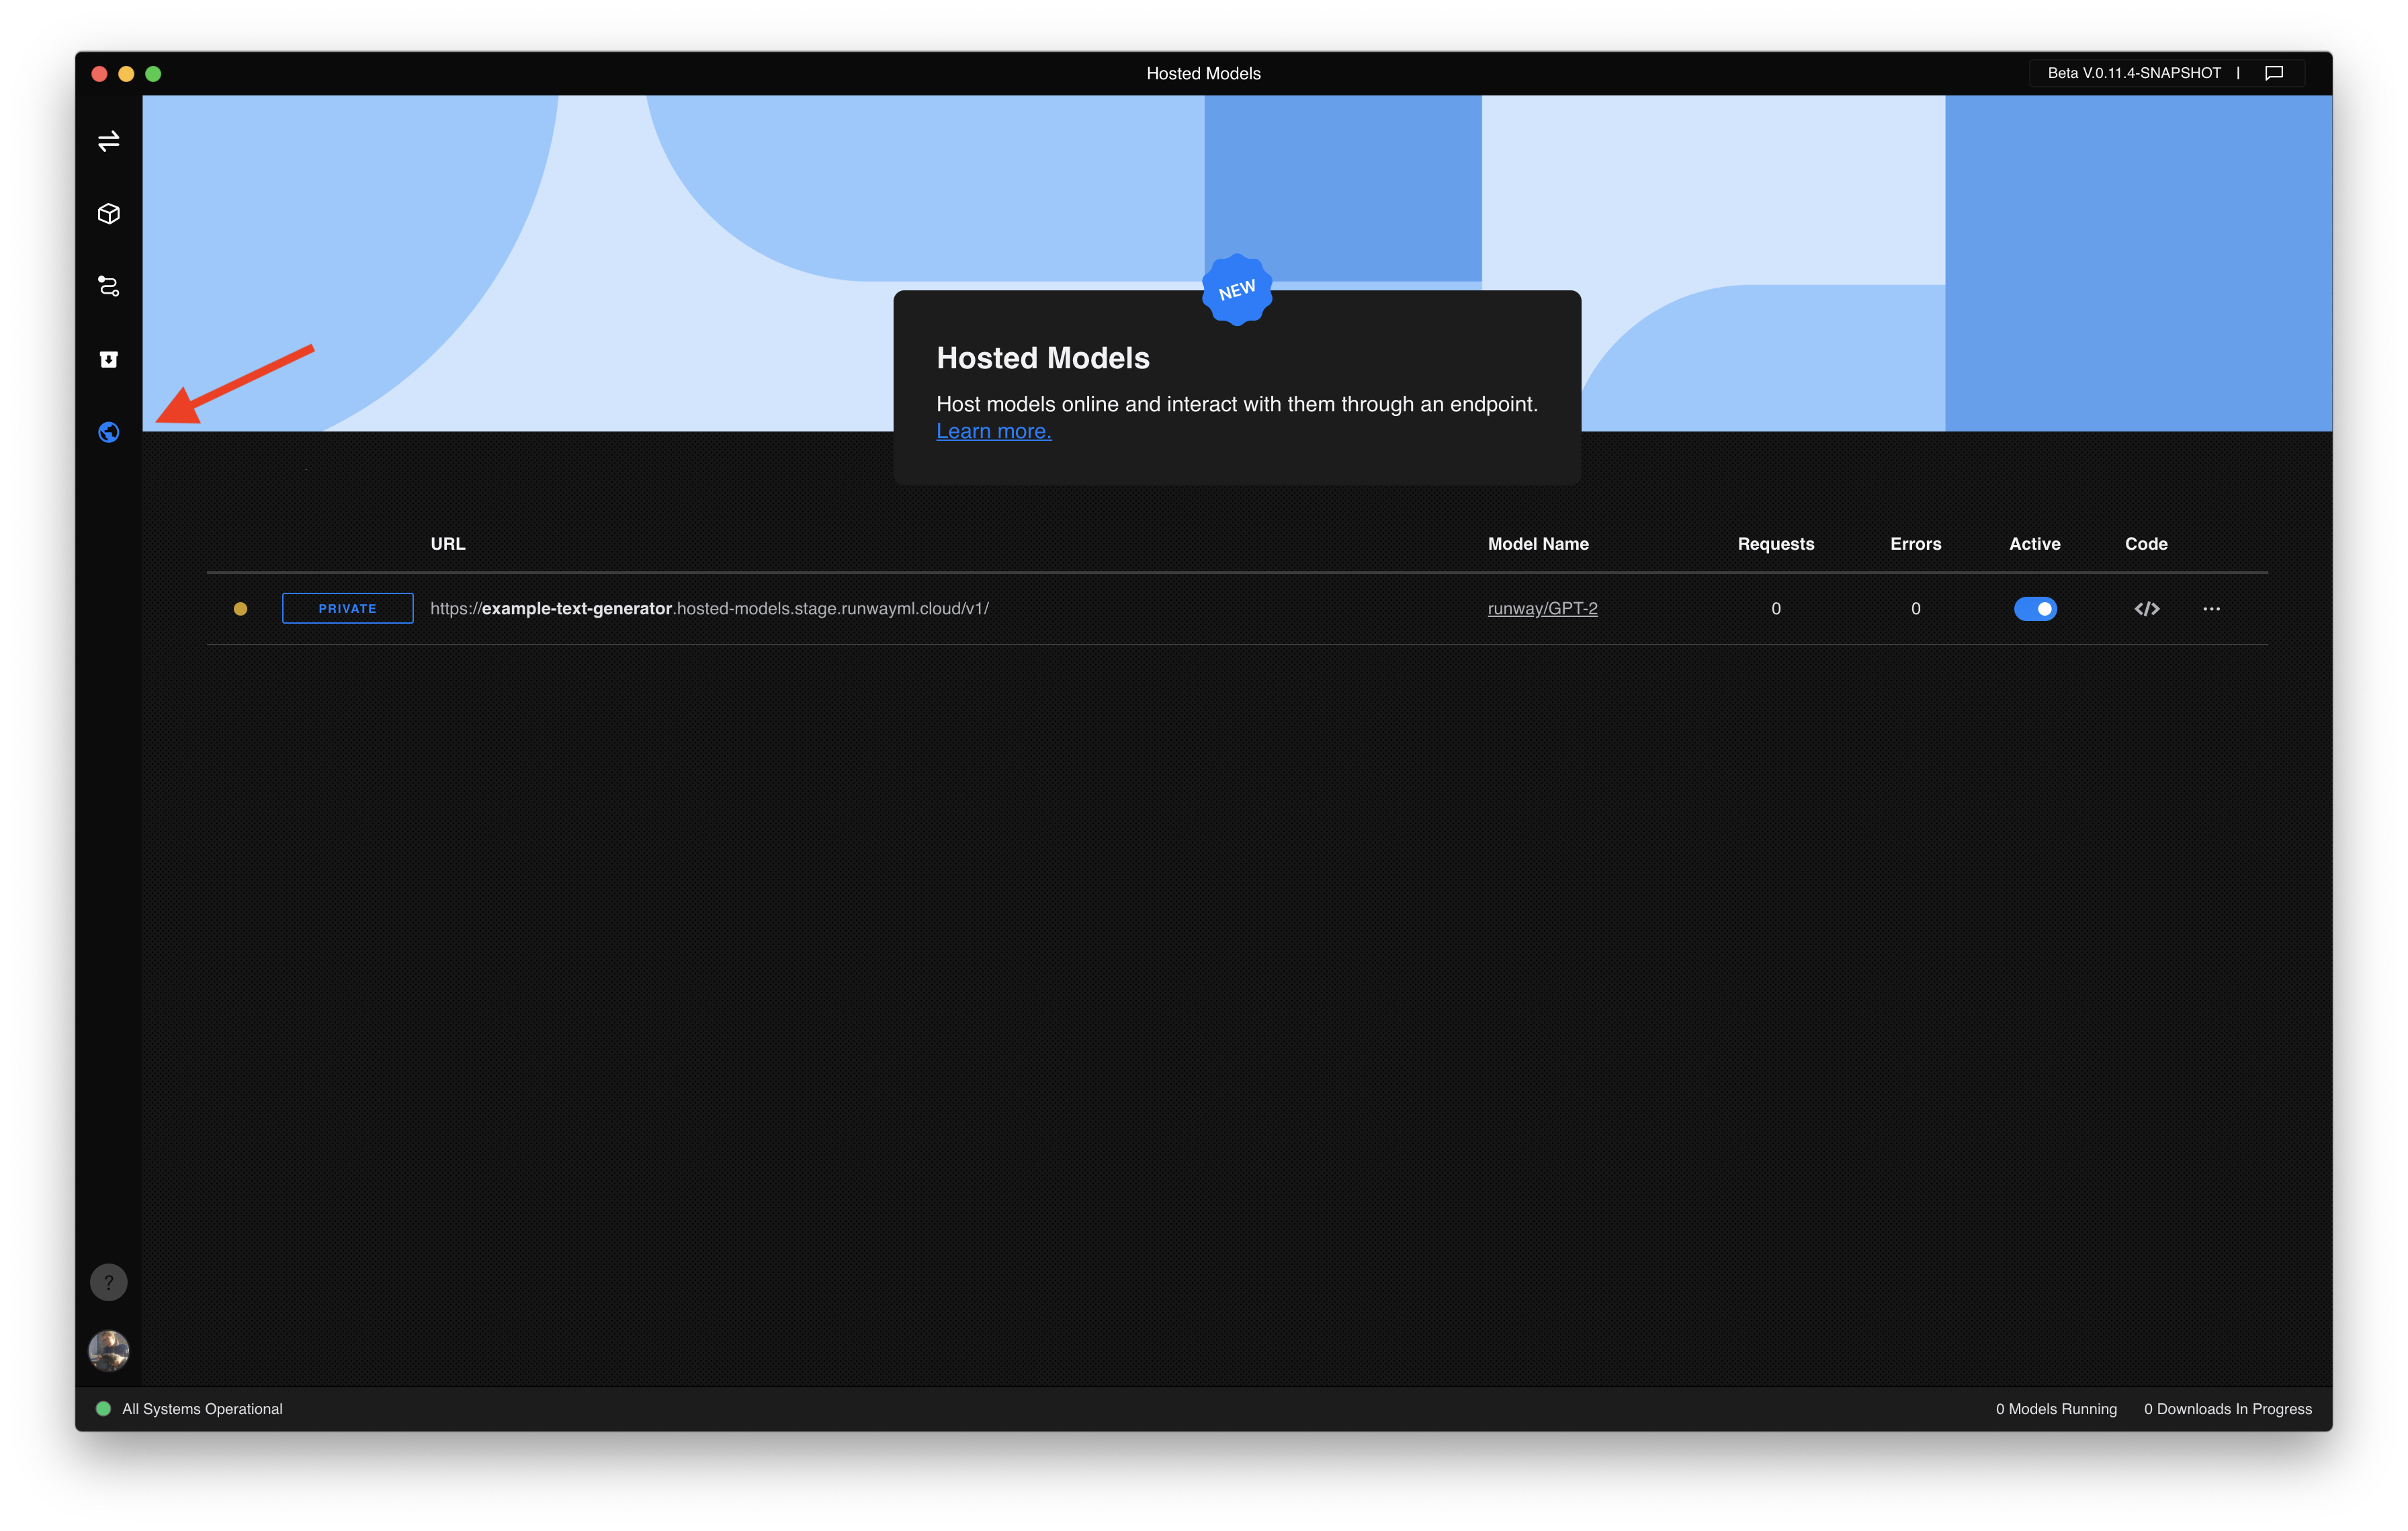 Hosted Models
Beta V.0.11.4-SNAPSHOT |
NEW
Hosted Models
Host models online and interact with them through an endpoint.
Learn more.
URL Model Name Requests Errors Active Code
PRIVATE https://example-text-generator.hosted-models.stage.runwayml.cloud/v1/ runway/GPT-2 0 0 </> ...
?
All Systems Operational 0 Models Running 0 Downloads In Progress